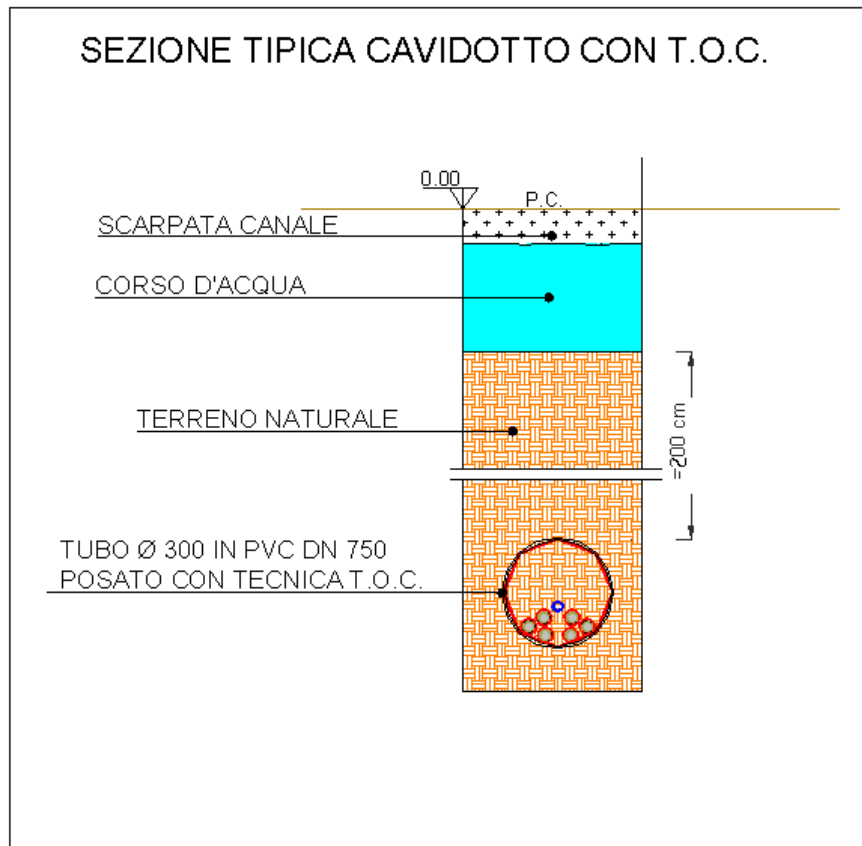 SEZIONE TIPICA CAVIDOTTO CON T.O.C.
0.00
P.C.
SCARPATA CANALE
CORSO D'ACQUA
TERRENO NATURALE
=200 cm
TUBO Ø 300 IN PVC DN 750
POSATO CON TECNICA T.O.C.